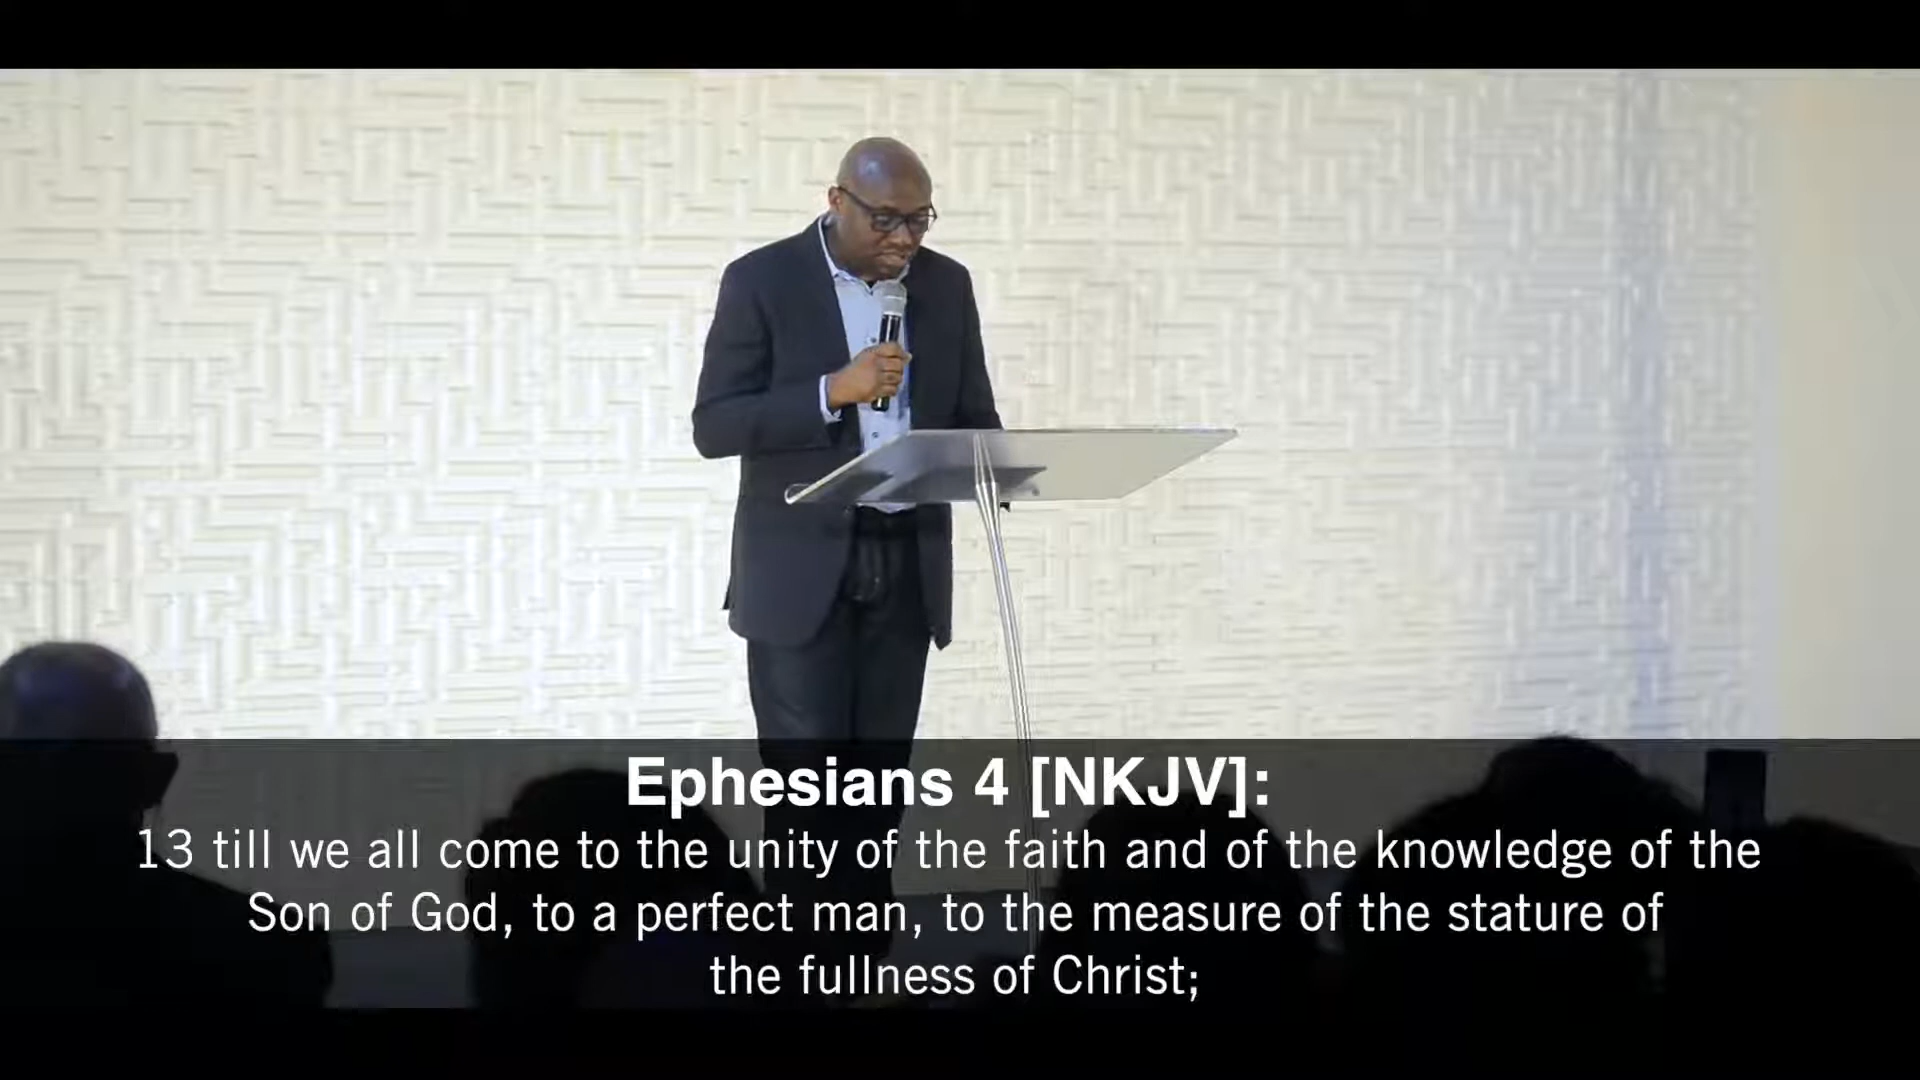 Ephesians 4 [NKJV]:
13 till we all come to the unity of the faith and of the knowledge of the
Son of God, to a perfect man, to the measure of the stature of
the fullness of Christ;